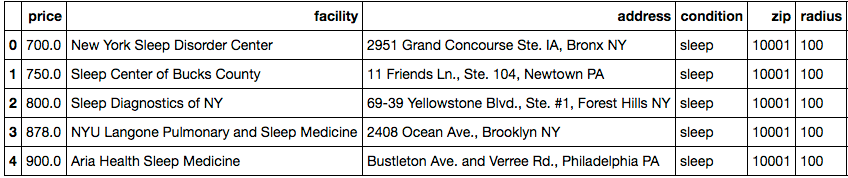 price facility address condition zip radius
0 700.0 New York Sleep Disorder Center 2951 Grand Concourse Ste. IA, Bronx NY sleep 10001 100
1 750.0 Sleep Center of Bucks County 11 Friends Ln., Ste. 104, Newtown PA sleep 10001 100
2 800.0 Sleep Diagnostics of NY 69-39 Yellowstone Blvd., Ste. #1, Forest Hills NY sleep 10001 100
3 878.0 NYU Langone Pulmonary and Sleep Medicine 2408 Ocean Ave., Brooklyn NY sleep 10001 100
4 900.0 Aria Health Sleep Medicine Bustleton Ave. and Verree Rd., Philadelphia PA sleep 10001 100